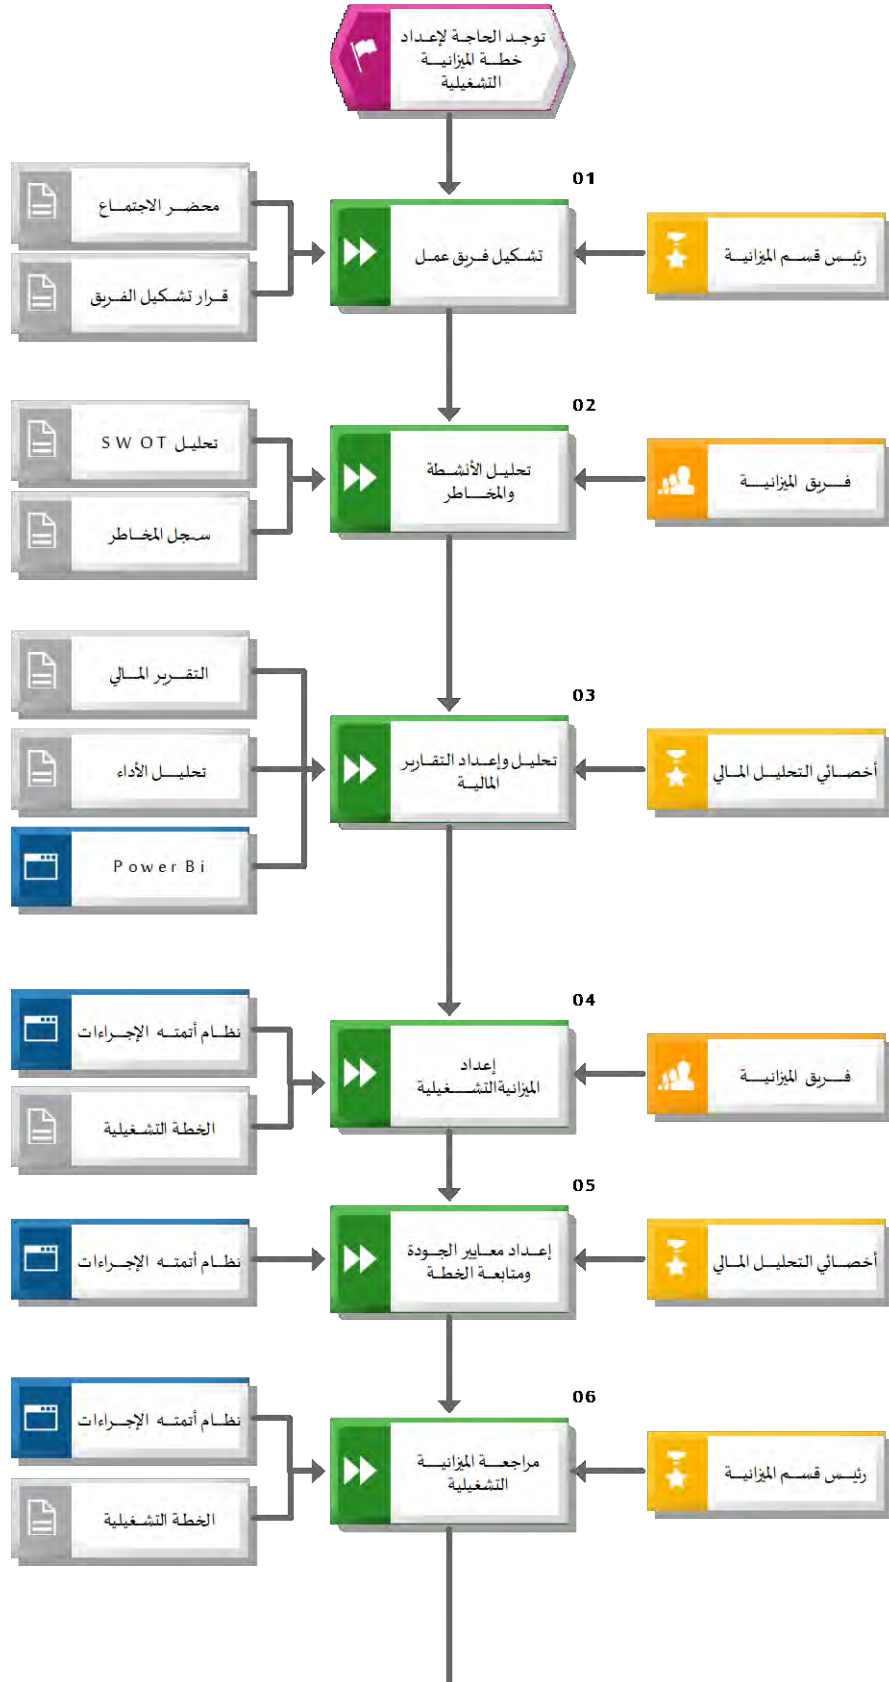 توجد الحاجة لإعداد
خطة الميزانية
التشغيلية
01
رئيس قسم الميزانية
تشكيل فريق عمل
محضر الاجتماع
قرار تشكيل الفريق
02
فريق الميزانية
تحليل الأنشطة
والمخاطر
تحليل SWOT
سجل المخاطر
03
أخصائي التحليل المالي
تحليل وإعداد التقارير
المالية
التقرير المالي
تحليل الأداء
Power Bi
04
فريق الميزانية
إعداد
الميزانية التشغيلية
نظام أتمته الإجراءات
الخطة التشغيلية
05
أخصائي التحليل المالي
إعداد معايير الجودة
ومتابعة الخطة
نظام أتمته الإجراءات
06
رئيس قسم الميزانية
مراجعة الميزانية
التشغيلية
نظام أتمته الإجراءات
الخطة التشغيلية